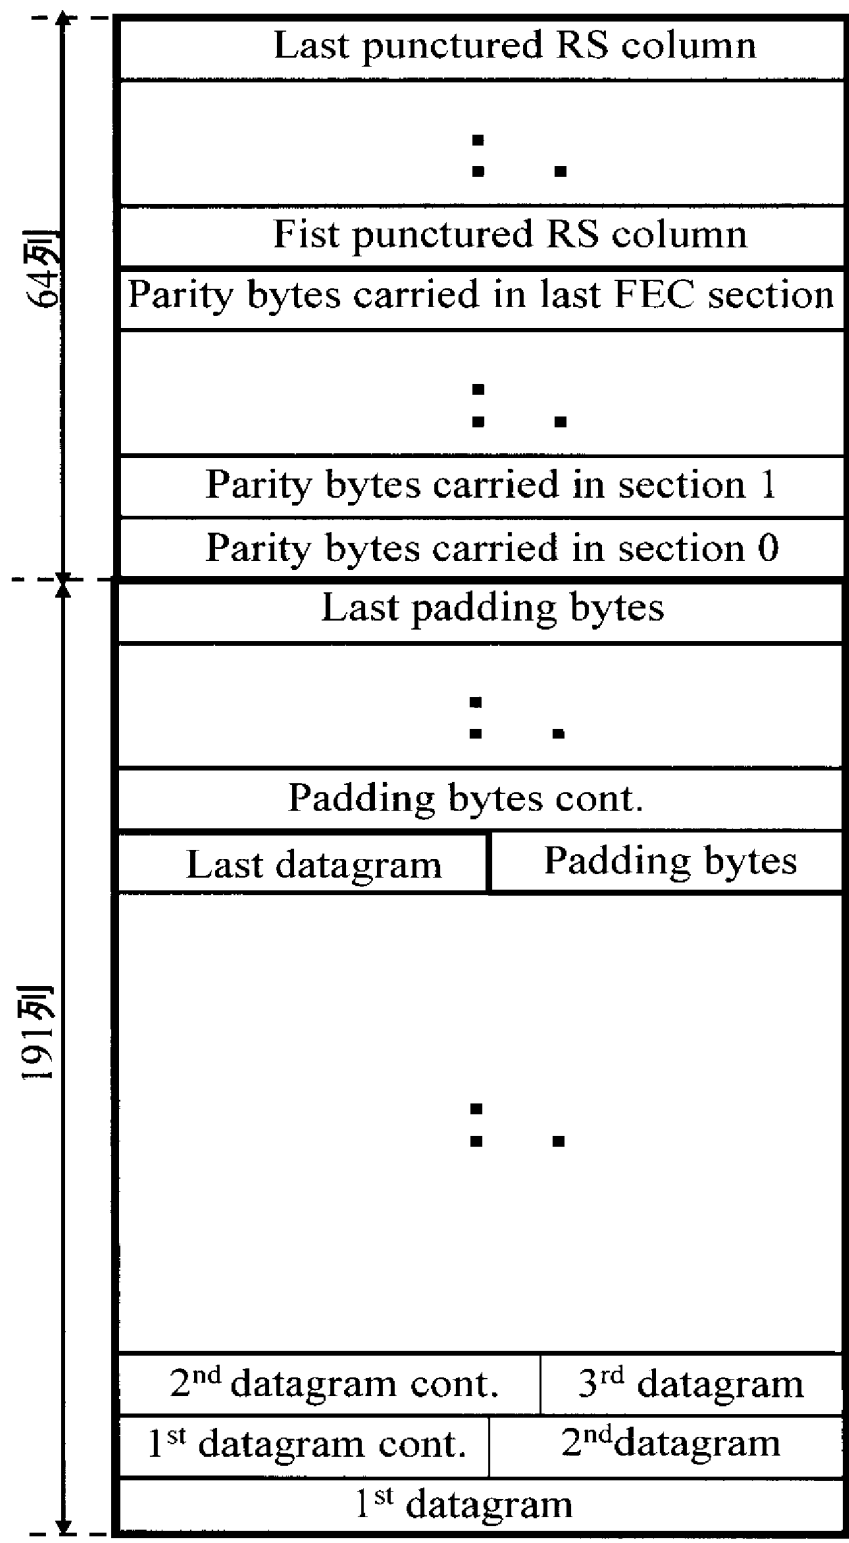 Last punctured RS column
Fist punctured RS column
Parity bytes carried in last FEC section
Parity bytes carried in section 1
Parity bytes carried in section 0
64列
Last padding bytes
Padding bytes cont.
Last datagram
Padding bytes
191列
2nd datagram cont.
3rd datagram
1st datagram cont.
2nddatagram
1st datagram